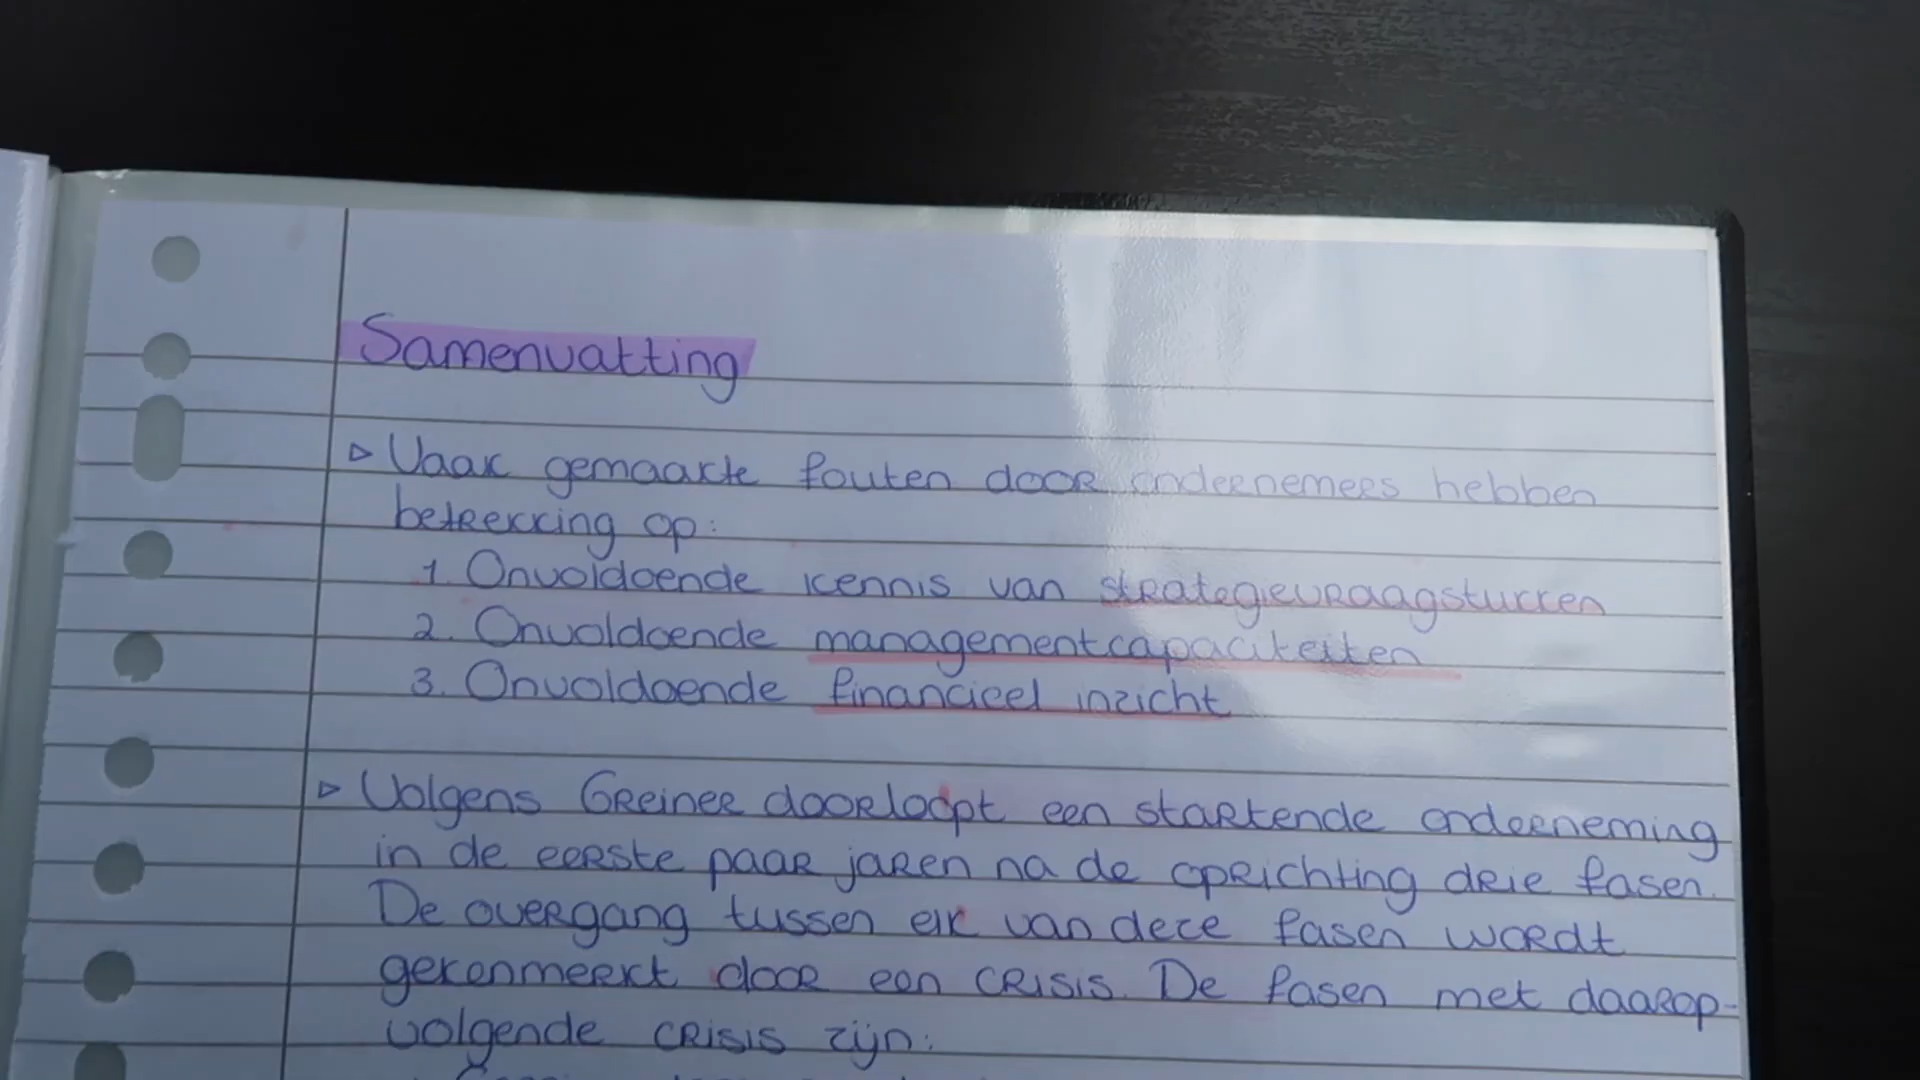 Samenvatting
▹ Vaak gemaakte fouten door ondernemers hebben
betrekking op:
1. Onvoldoende kennis van strategievraagstukken
2. Onvoldoende managementcapaciteiten
3. Onvoldoende financieel inzicht
▹ Volgens Greiner doorloopt een startende onderneming
in de eerste paar jaren na de oprichting drie fasen.
De overgang tussen elk van deze fasen wordt
gekenmerkt door een crisis. De fasen met daarop-
volgende crisis zijn: